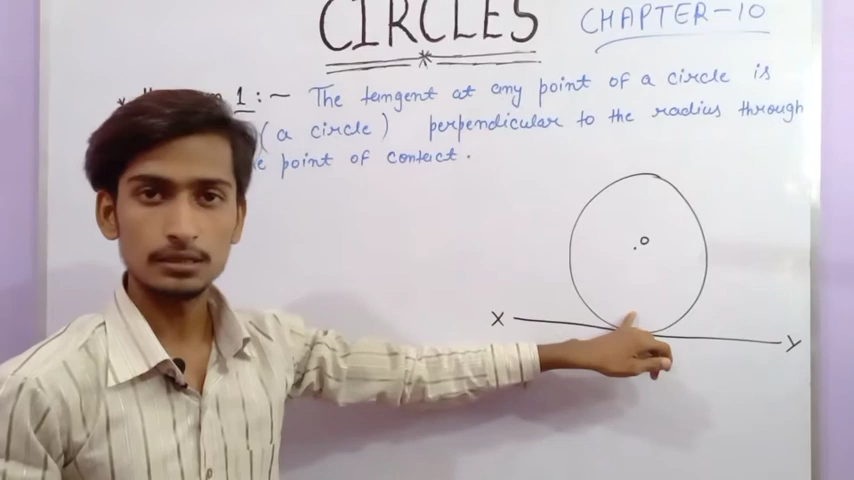 CIRCLES
CHAPTER-10
1 :- The tangent at any point of a circle is
(a circle) perpendicular to the radius through
point of contect.
O
X
Y